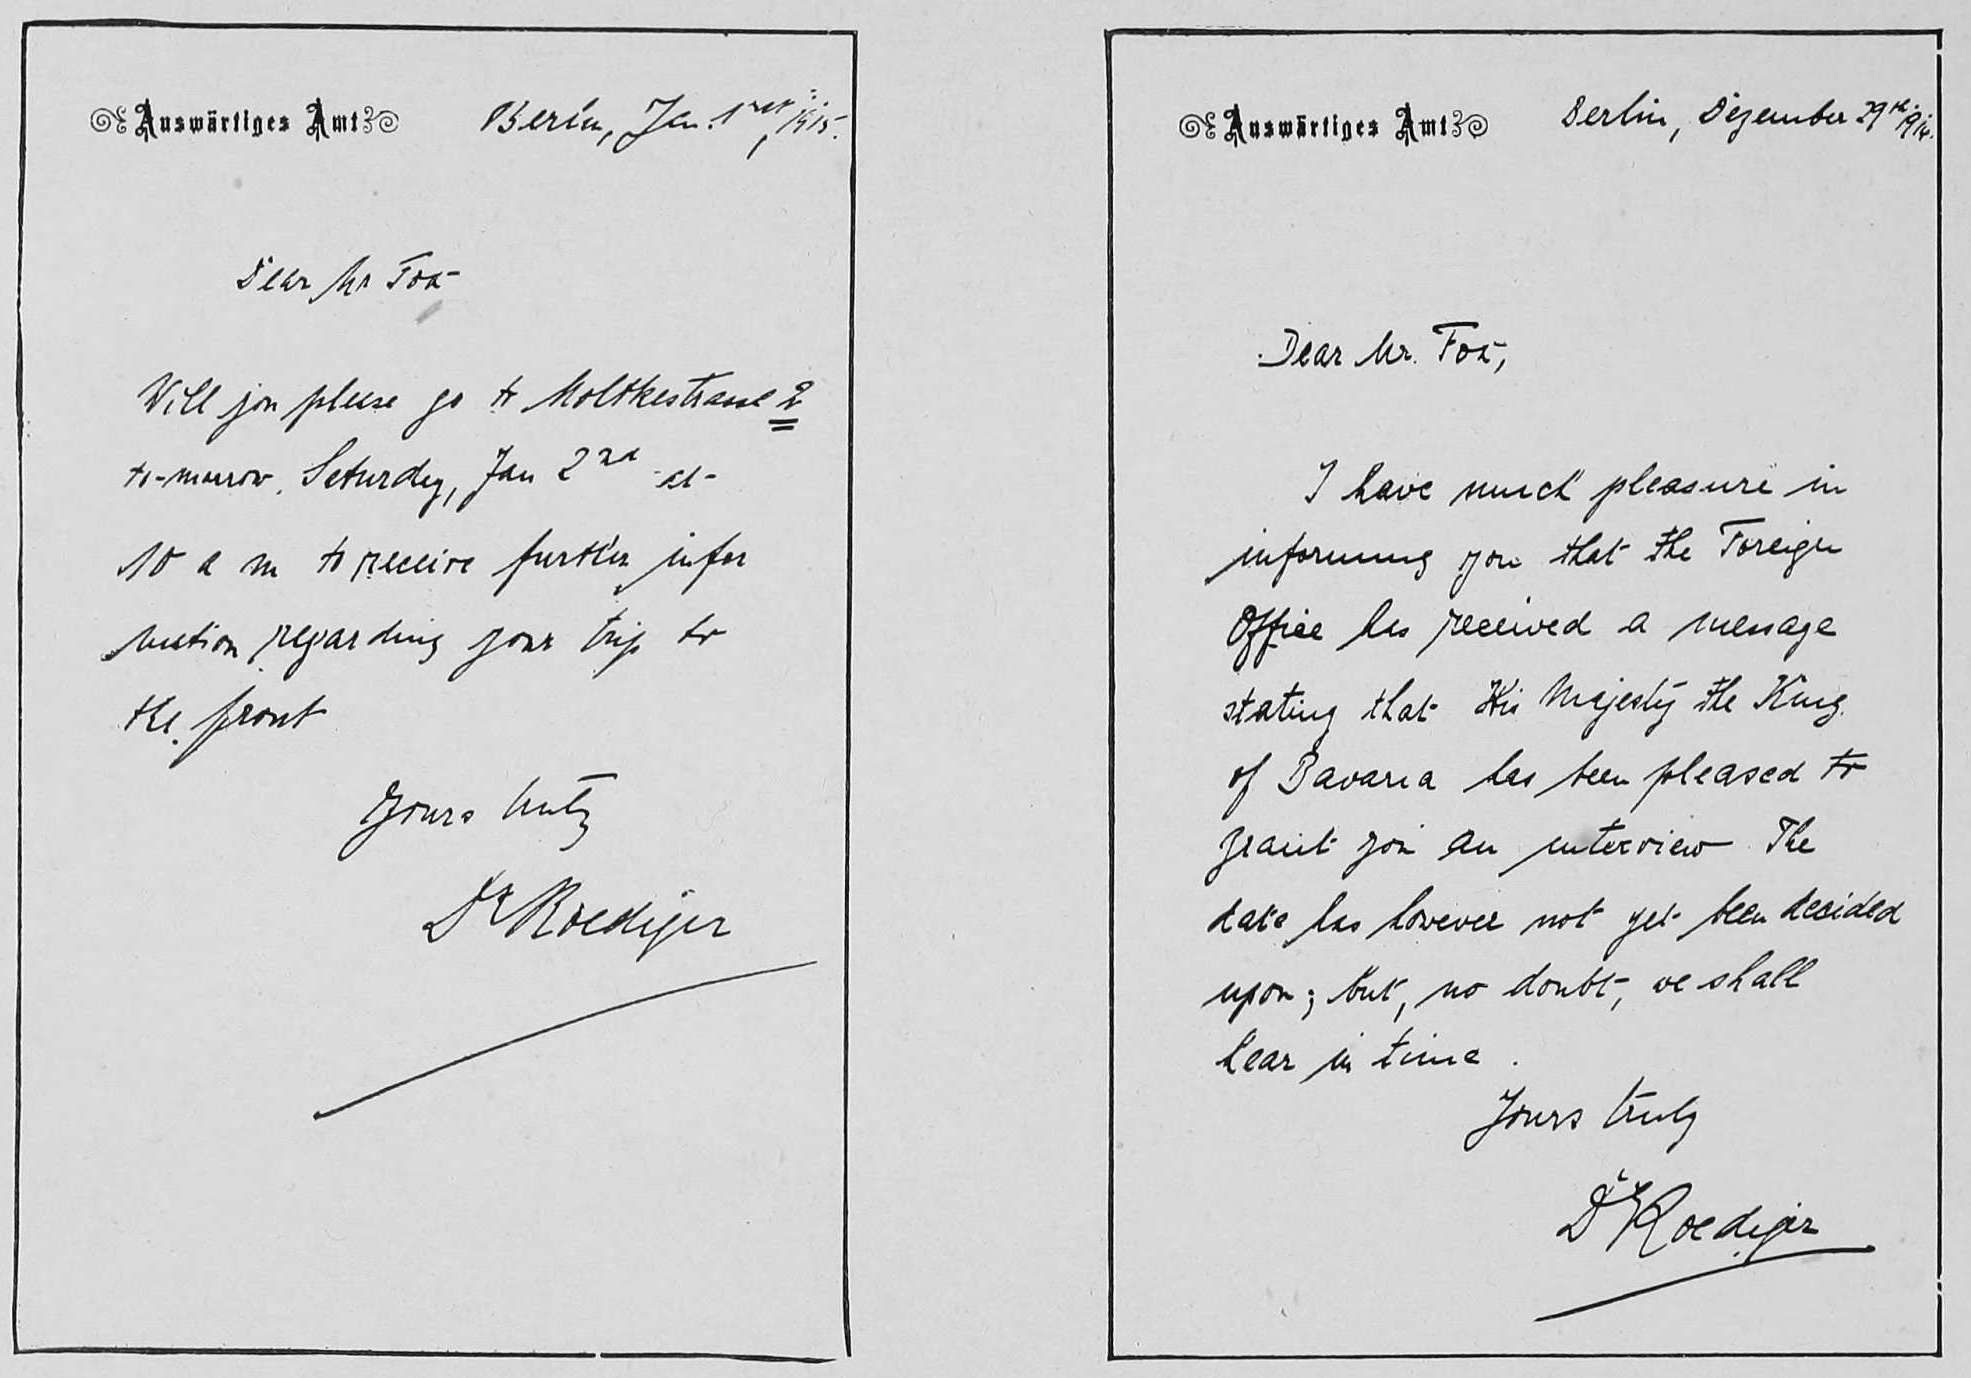 Auswärtiges Amt Berlin, Jan. 1st, 1915.
Dear Mr Fox
Will you please go to Moltkestrasse 2
to-morrow, Saturday, Jan 2nd at
10 a m to receive further infor
mation regarding your trip to
the front
Yours truly
Dr Roediger
Auswärtiges Amt Berlin, Dezember 29th 1914.
Dear Mr. Fox,
I have much pleasure in
informing you that the Foreign
Office has received a message
stating that His Majesty the King
of Bavaria has been pleased to
grant you an interview The
date has however not yet been decided
upon; but, no doubt, we shall
hear in time.
Yours truly
Dr Roediger